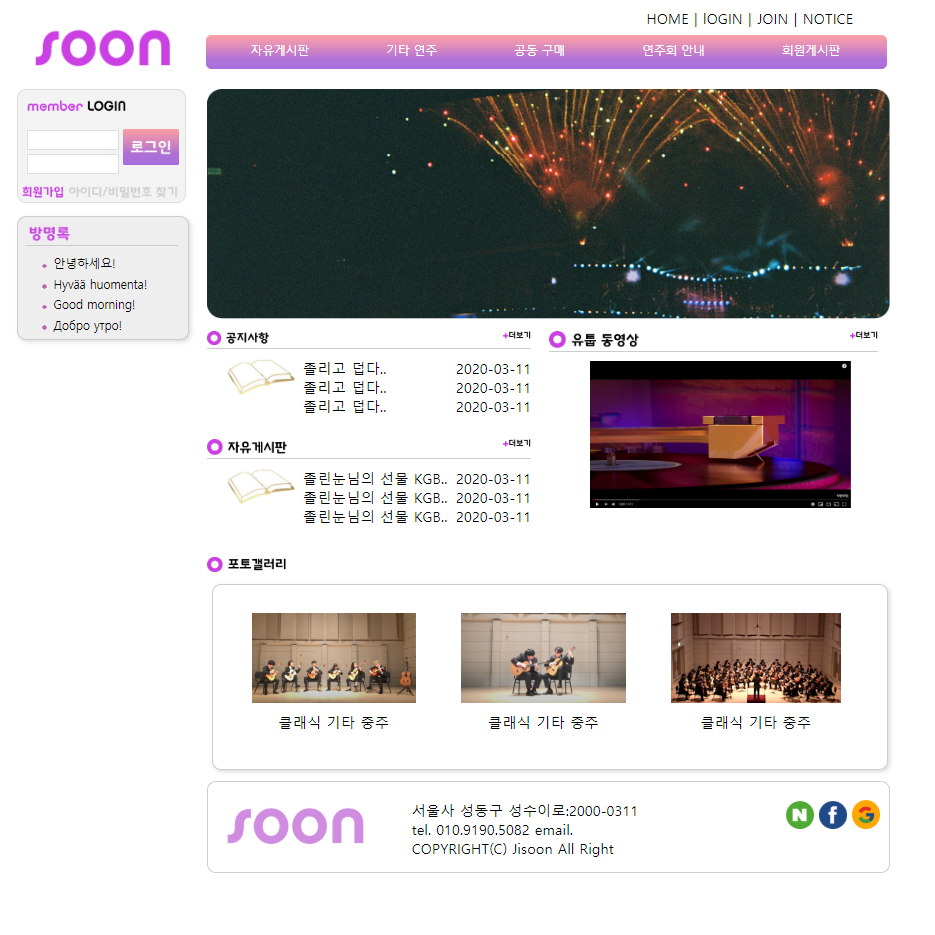 HOME | lOGIN | JOIN | NOTICE
soon
자유게시판 기타 연주 공동 구매 연주회 안내 회원게시판
member LOGIN
로그인
회원가입 아이디/비밀번호 찾기
방명록
안녕하세요!
Hyvää huomenta!
Good morning!
Добро утро!
공지사항 +더보기
졸리고 덥다.. 2020-03-11
졸리고 덥다.. 2020-03-11
졸리고 덥다.. 2020-03-11
자유게시판 +더보기
졸린눈님의 선물 KGB.. 2020-03-11
졸린눈님의 선물 KGB.. 2020-03-11
졸린눈님의 선물 KGB.. 2020-03-11
유툽 동영상 +더보기
vevo
포토갤러리
클래식 기타 중주 클래식 기타 중주 클래식 기타 중주
soon
서울사 성동구 성수이로:2000-0311
tel. 010.9190.5082 email.
COPYRIGHT(C) Jisoon All Right
N f G